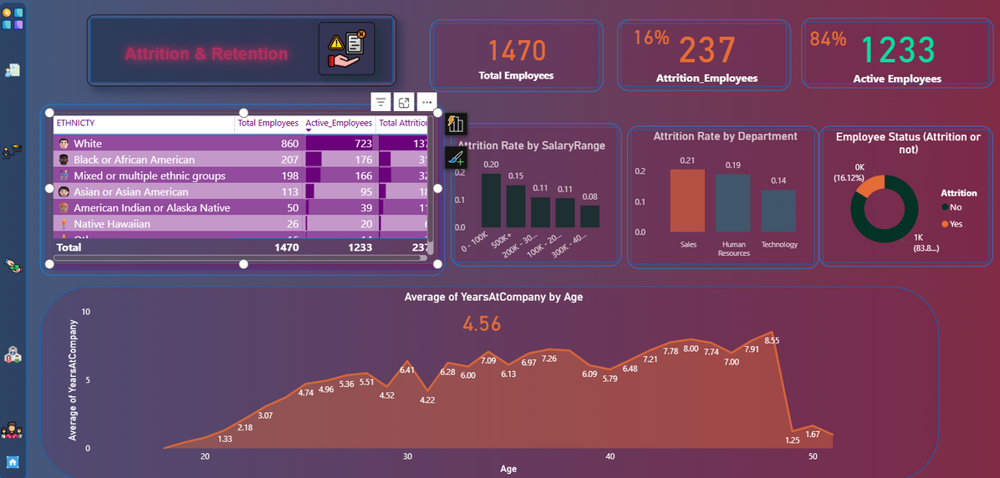 Attrition & Retention
1470
Total Employees
16%
237
Attrition_Employees
84%
1233
Active Employees
ETHNICTY Total Employees Active_Employees Total Attrition
White 860 723 137
Black or African American 207 176
Mixed or multiple ethnic groups 198 166 32
Asian or Asian American 113 95 18
American Indian or Alaska Native 50 39 11
Native Hawaiian 26 20
Total 1470 1233 237
Attrition Rate by SalaryRange
0.2
0.1
0.0
0.20
0.15
0.11
0.11
0.08
0 - 100K
500K+
200K - 30...
100K - 20...
300K - 40...
Attrition Rate by Department
0.2
0.1
0.0
0.21
0.19
0.14
Sales
Human
Resources
Technology
Employee Status (Attrition or
not)
0K
(16.12%)
1K
(83.8...)
Attrition
No
Yes
Average of YearsAtCompany by Age
4.56
Average of YearsAtCompany
10
5
0
1.33
2.18
3.07
4.74
4.96
5.36
5.51
4.52
6.41
4.22
6.28
6.00
7.09
6.13
6.97
7.26
6.09
5.79
6.48
7.21
7.78
8.00
7.74
7.00
7.91
8.55
1.25
1.67
20
30
40
50
Age